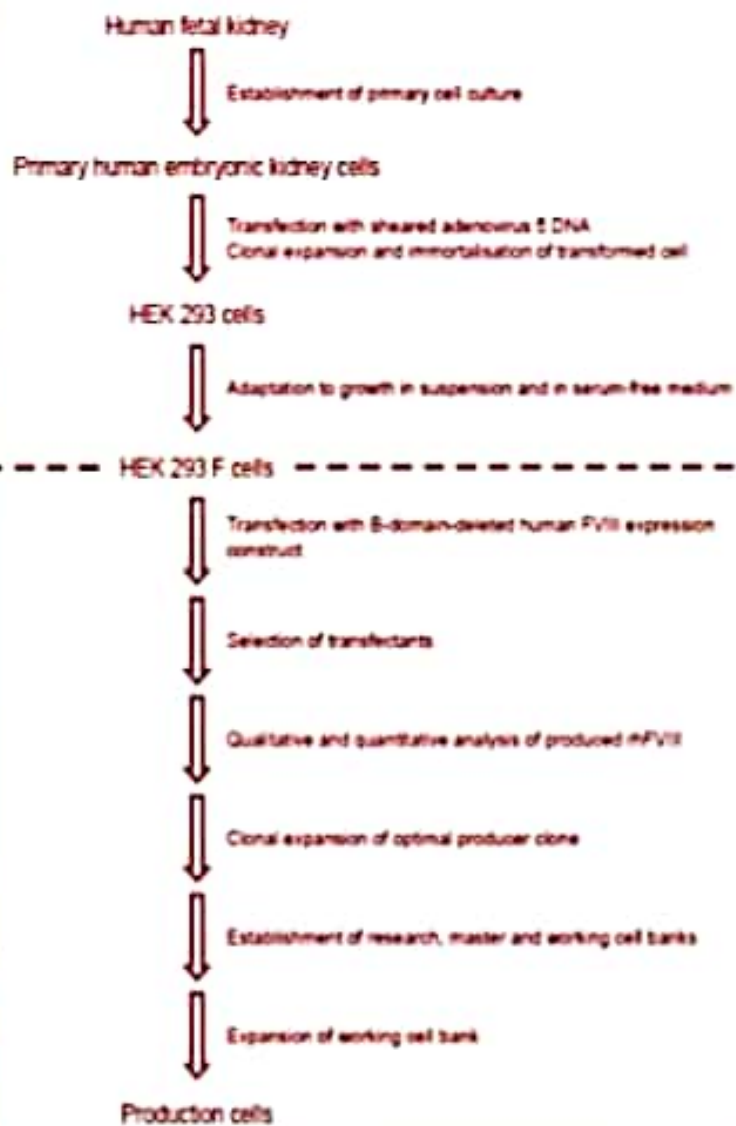 Human fetal kidney
Establishment of primary cell culture
Primary human embryonic kidney cells
Transfection with sheared adenovirus 5 DNA
Clonal expansion and immortalisation of transformed cell
HEK 293 cells
Adaptation to growth in suspension and in serum-free medium
HEK 293 F cells
Transfection with B-domain-deleted human FVIII expression
construct
Selection of transfectants
Qualitative and quantitative analysis of produced rhFVIII
Clonal expansion of optimal producer clone
Establishment of research, master and working cell banks
Expansion of working cell bank
Production cells